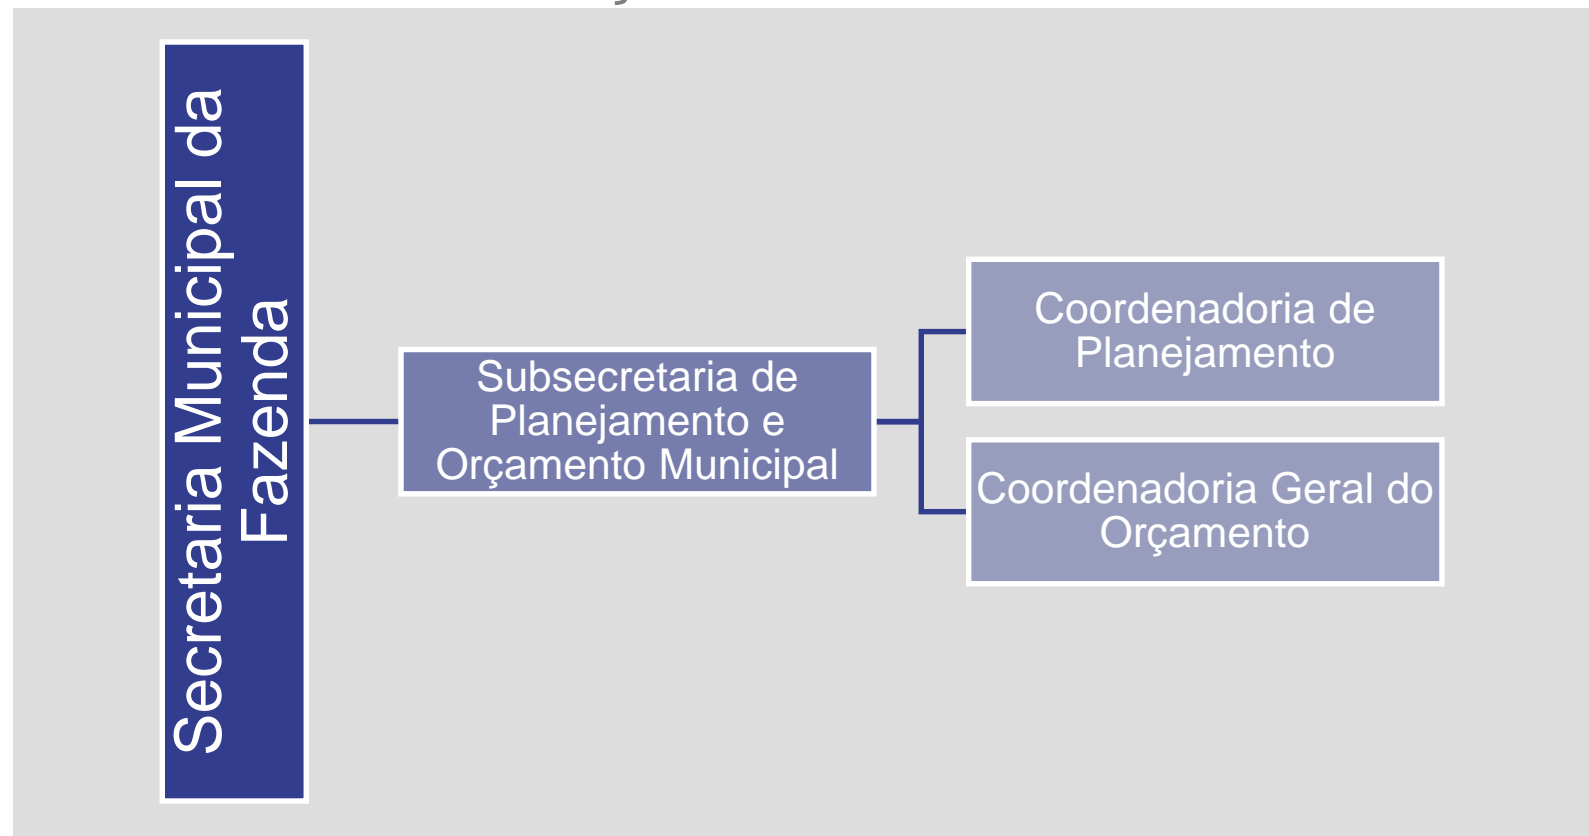 Secretaria Municipal da
Fazenda
Subsecretaria de
Planejamento e
Orçamento Municipal
Coordenadoria de
Planejamento
Coordenadoria Geral do
Orçamento